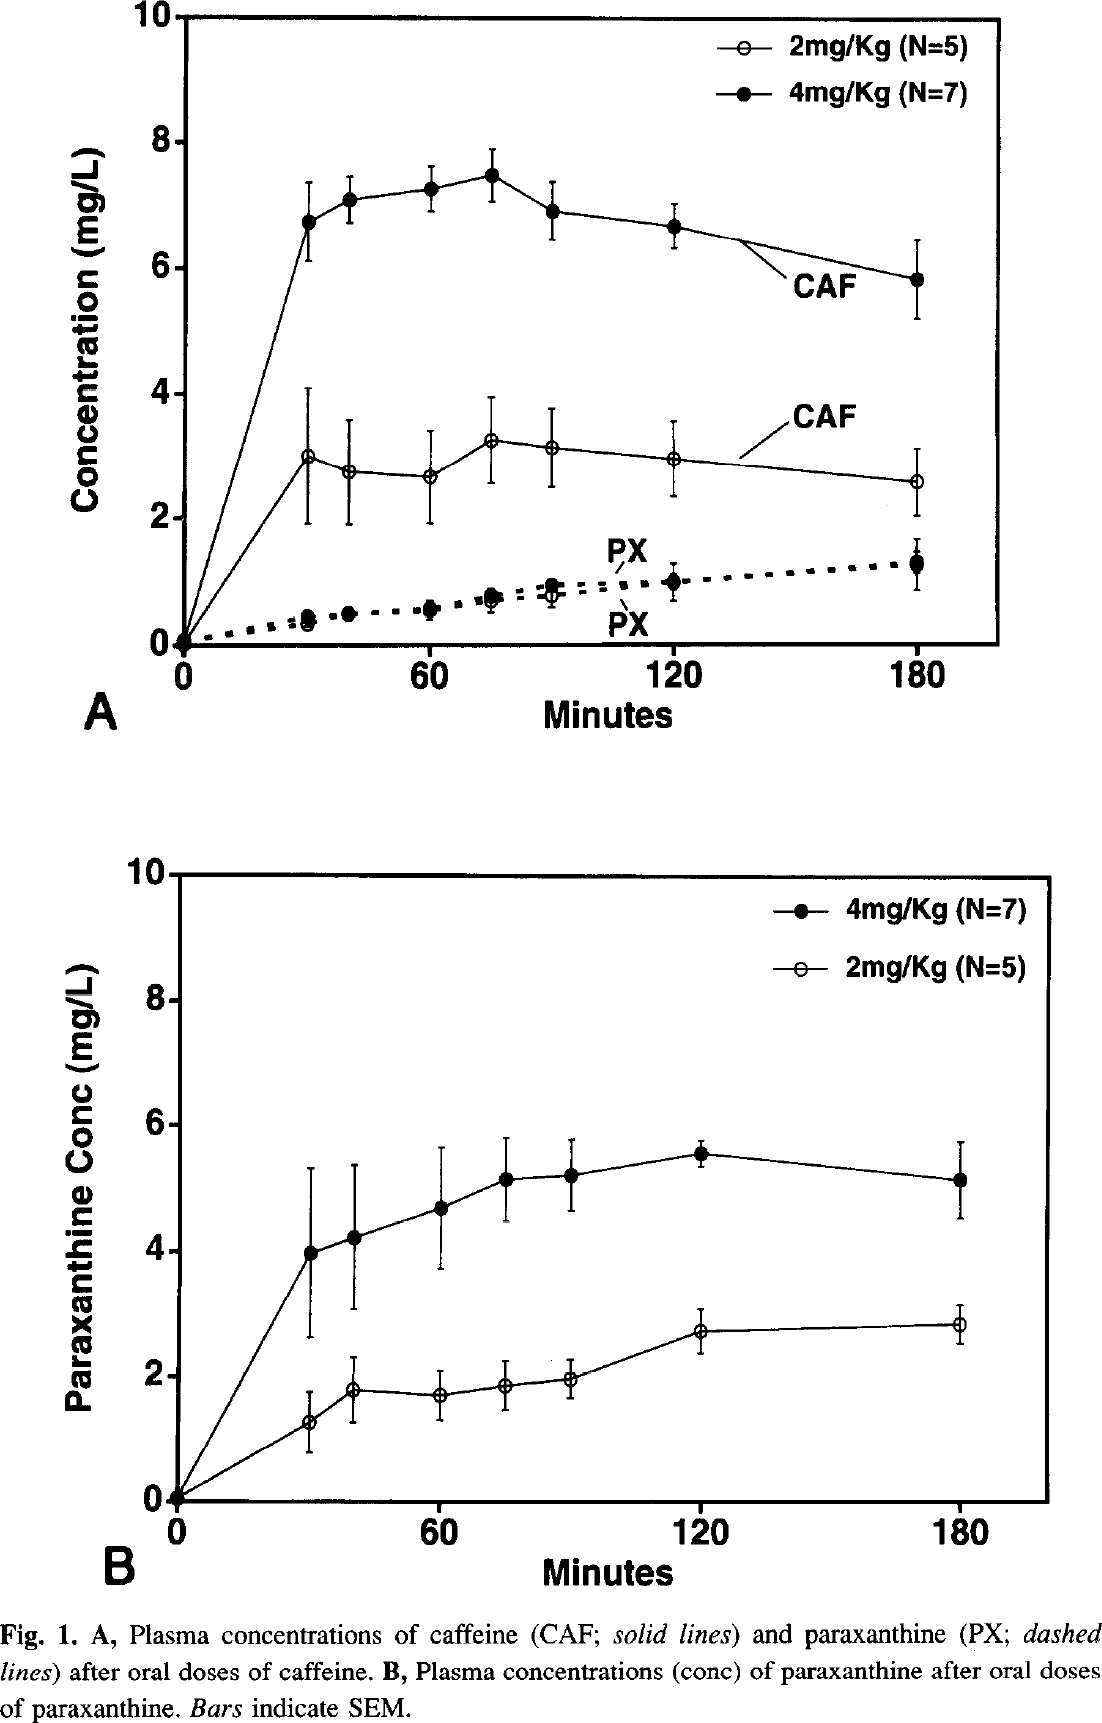 10
2mg/Kg (N=5)
4mg/Kg (N=7)
8
6
4
2
0
Concentration (mg/L)
CAF
CAF
PX
PX
0 60 120 180
Minutes
A
10
4mg/Kg (N=7)
2mg/Kg (N=5)
8
6
4
2
0
Paraxanthine Conc (mg/L)
0 60 120 180
Minutes
B
Fig. 1. A, Plasma concentrations of caffeine (CAF; solid lines) and paraxanthine (PX; dashed
lines) after oral doses of caffeine. B, Plasma concentrations (conc) of paraxanthine after oral doses
of paraxanthine. Bars indicate SEM.